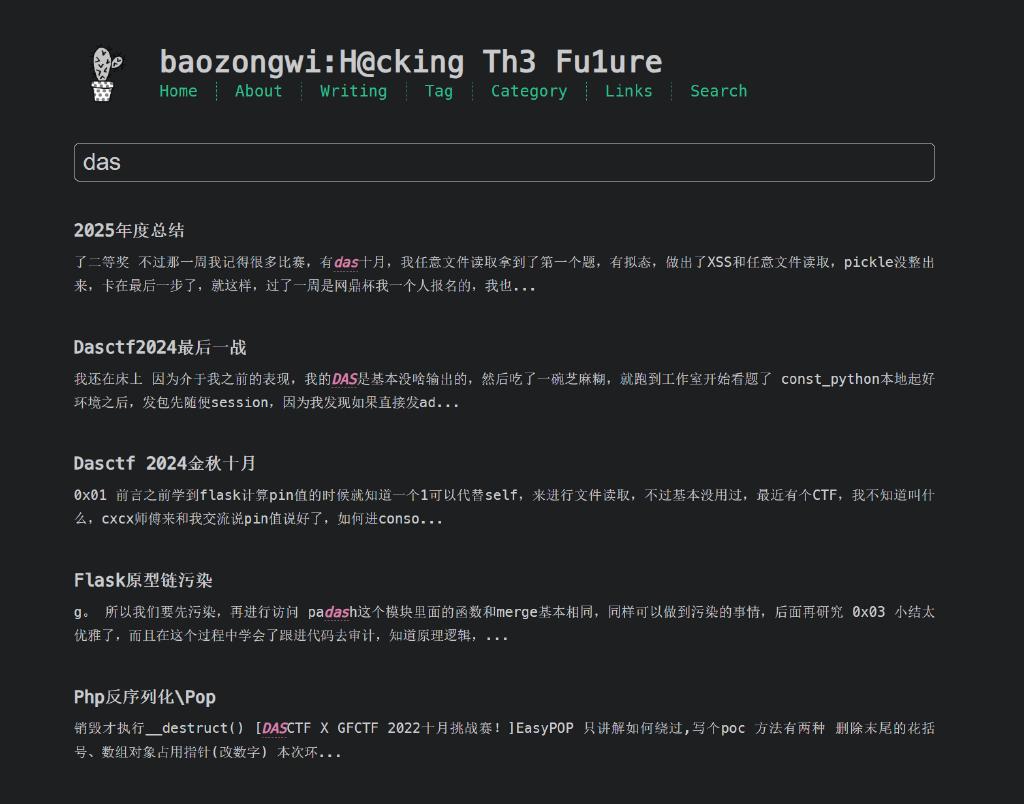 baozongwi:H@cking Th3 Fu1ure
Home About Writing Tag Category Links Search
das
2025年度总结
了二等奖 不过那一周我记得很多比赛，有das十月，我任意文件读取拿到了第一个题，有拟态，做出了XSS和任意文件读取，pickle没整出
来，卡在最后一步了，就这样，过了一周是网鼎杯我一个人报名的，我也...
Dasctf2024最后一战
我还在床上 因为介于我之前的表现，我的DAS是基本没啥输出的，然后吃了一碗芝麻糊，就跑到工作室开始看题了 const_python本地起好
环境之后，发包先随便session，因为我发现如果直接发ad...
Dasctf 2024金秋十月
0x01 前言之前学到flask计算pin值的时候就知道一个1可以代替self，来进行文件读取，不过基本没用过，最近有个CTF，我不知道叫什
么，cxcx师傅来和我交流说pin值说好了，如何进conso...
Flask原型链污染
g。 所以我们要先污染，再进行访问 padash这个模块里面的函数和merge基本相同，同样可以做到污染的事情，后面再研究 0x03 小结太
优雅了，而且在这个过程中学会了跟进代码去审计，知道原理逻辑，...
Php反序列化\Pop
销毁才执行__destruct() [DASCTF X GFCTF 2022十月挑战赛！]EasyPOP 只讲解如何绕过,写个poc 方法有两种 删除末尾的花括
号、数组对象占用指针(改数字) 本次环...